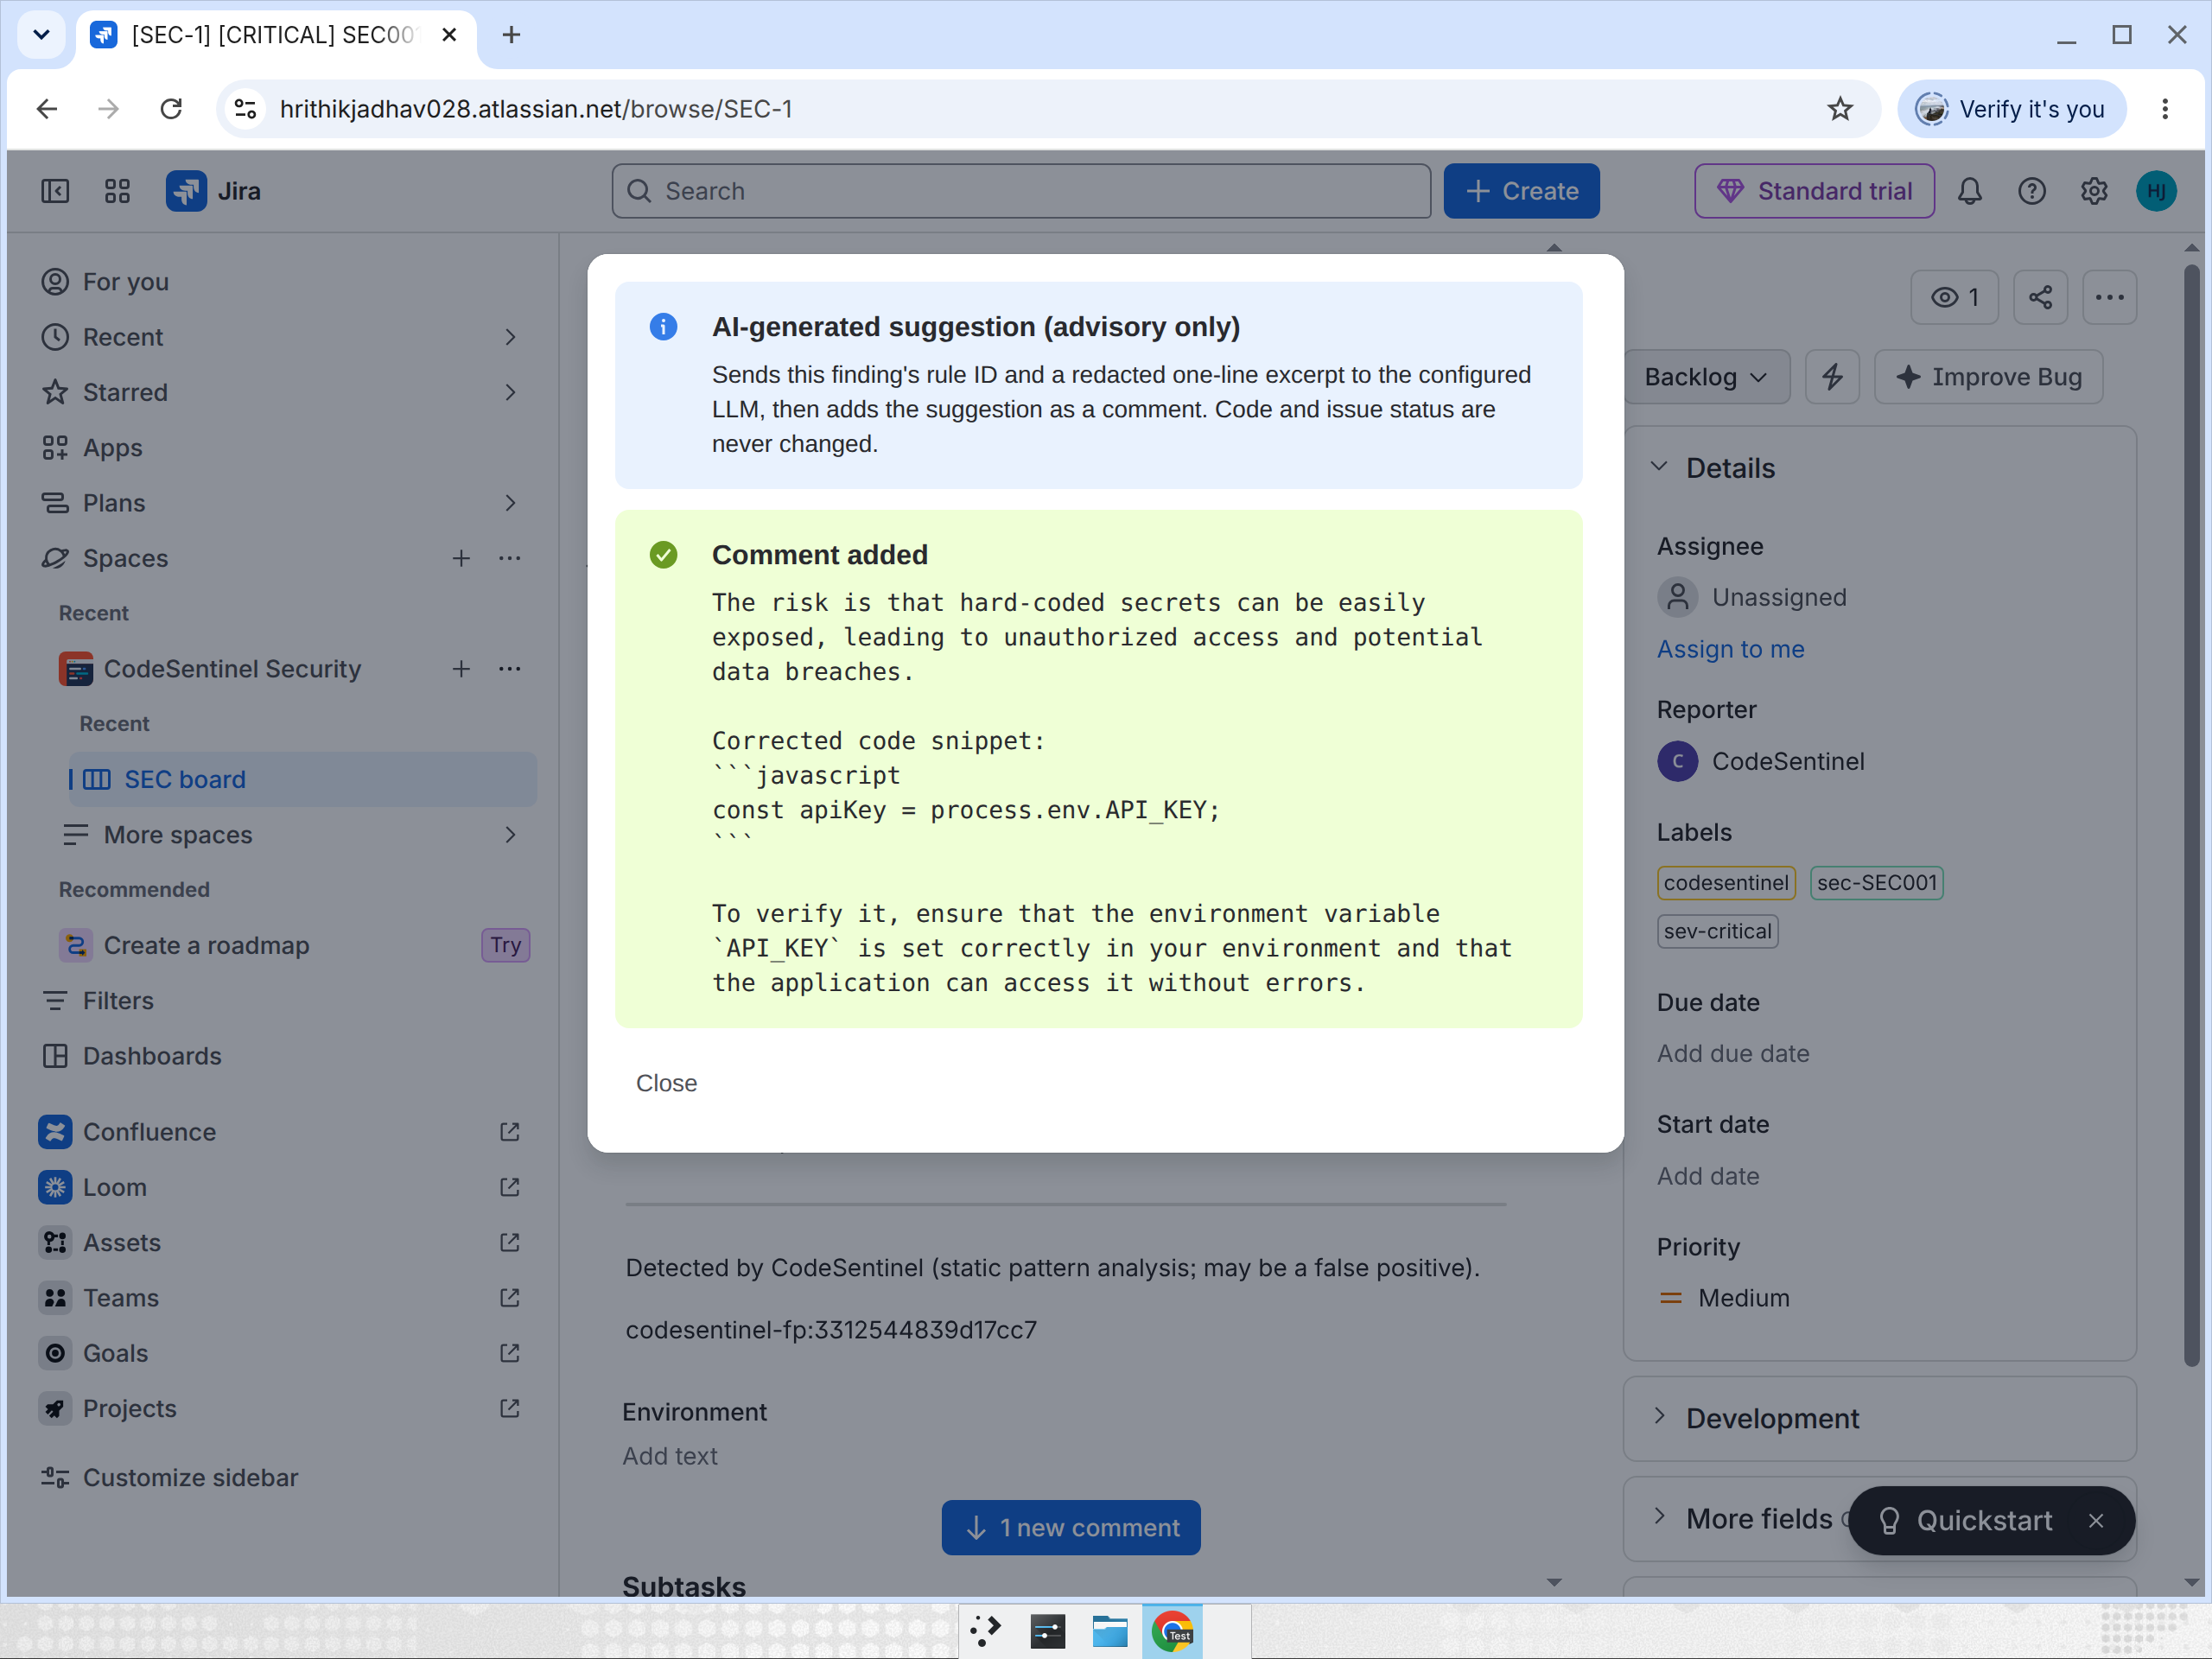 [SEC-1] [CRITICAL] SEC00
hrithikjadhav028.atlassian.net/browse/SEC-1
Verify it's you
Jira
Search
Create
Standard trial
HJ
For you
Recent
Starred
Apps
Plans
Spaces
Recent
CodeSentinel Security
Recent
SEC board
More spaces
Recommended
Create a roadmap
Try
Filters
Dashboards
Confluence
Loom
Assets
Teams
Goals
Projects
Customize sidebar
AI-generated suggestion (advisory only)
Sends this finding's rule ID and a redacted one-line excerpt to the configured
LLM, then adds the suggestion as a comment. Code and issue status are
never changed.
Comment added
The risk is that hard-coded secrets can be easily
exposed, leading to unauthorized access and potential
data breaches.
Corrected code snippet:
```javascript
const apiKey = process.env.API_KEY;
```
To verify it, ensure that the environment variable
`API_KEY` is set correctly in your environment and that
the application can access it without errors.
Close
Detected by CodeSentinel (static pattern analysis; may be a false positive).
codesentinel-fp:3312544839d17cc7
Environment
Add text
1 new comment
Subtasks
1
Backlog
Improve Bug
Details
Assignee
Unassigned
Assign to me
Reporter
C
CodeSentinel
Labels
codesentinel
sec-SEC001
sev-critical
Due date
Add due date
Start date
Add date
Priority
Medium
Development
More fields
Quickstart
Test